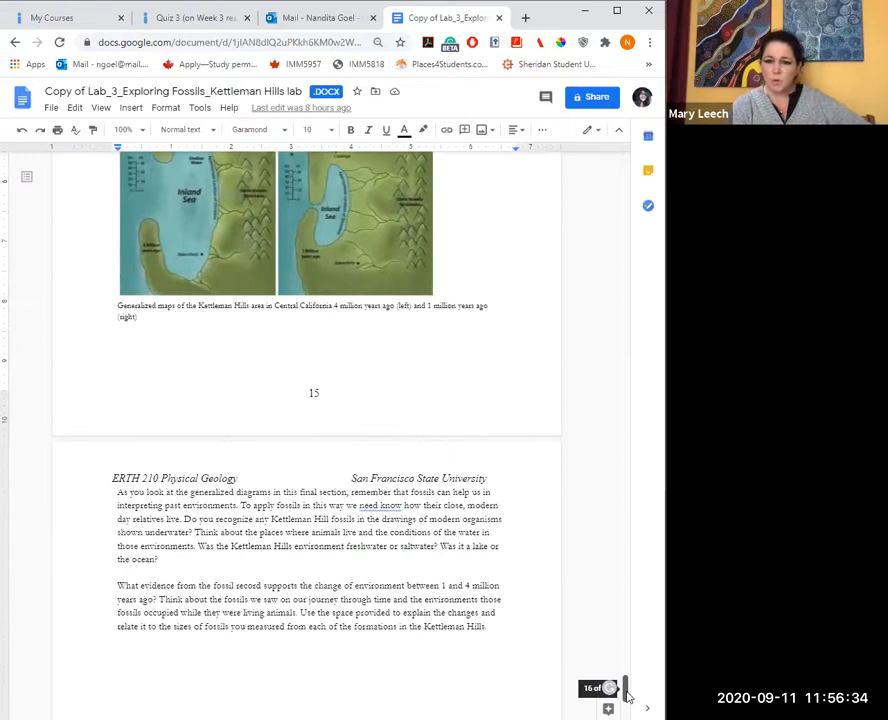 My Courses
Quiz 3 (on Week 3 rea
Mail - Nandita Goel -
Copy of Lab_3_Exploring
docs.google.com/document/d/1jIAN8dIQ2uPKkh6KM0w2W...
BETA
N
Apps
Mail - ngoel@mail....
Apply—Study perm...
IMM5957
IMM5818
Places4Students.co...
Sheridan Student U...
»
Copy of Lab_3_Exploring Fossils_Kettleman Hills lab .DOCX
File Edit View Insert Format Tools Help Last edit was 8 hours ago
Share
100% Normal text Garamond 10 B I U A
1 1 2 3 4 5 6 7
Inland Sea
Inland Sea
Generalized maps of the Kettleman Hills area in Central California 4 million years ago (left) and 1 million years ago
(right)
15
ERTH 210 Physical Geology San Francisco State University
As you look at the generalized diagrams in this final section, remember that fossils can help us in
interpreting past environments. To apply fossils in this way we need know how their close, modern
day relatives live. Do you recognize any Kettleman Hill fossils in the drawings of modern organisms
shown underwater? Think about the places where animals live and the conditions of the water in
those environments. Was the Kettleman Hills environment freshwater or saltwater? Was it a lake or
the ocean?
What evidence from the fossil record supports the change of environment between 1 and 4 million
years ago? Think about the fossils we saw on our journey through time and the environments those
fossils occupied while they were living animals. Use the space provided to explain the changes and
relate it to the sizes of fossils you measured from each of the formations in the Kettleman Hills.
16 of
Mary Leech
2020-09-11 11:56:34